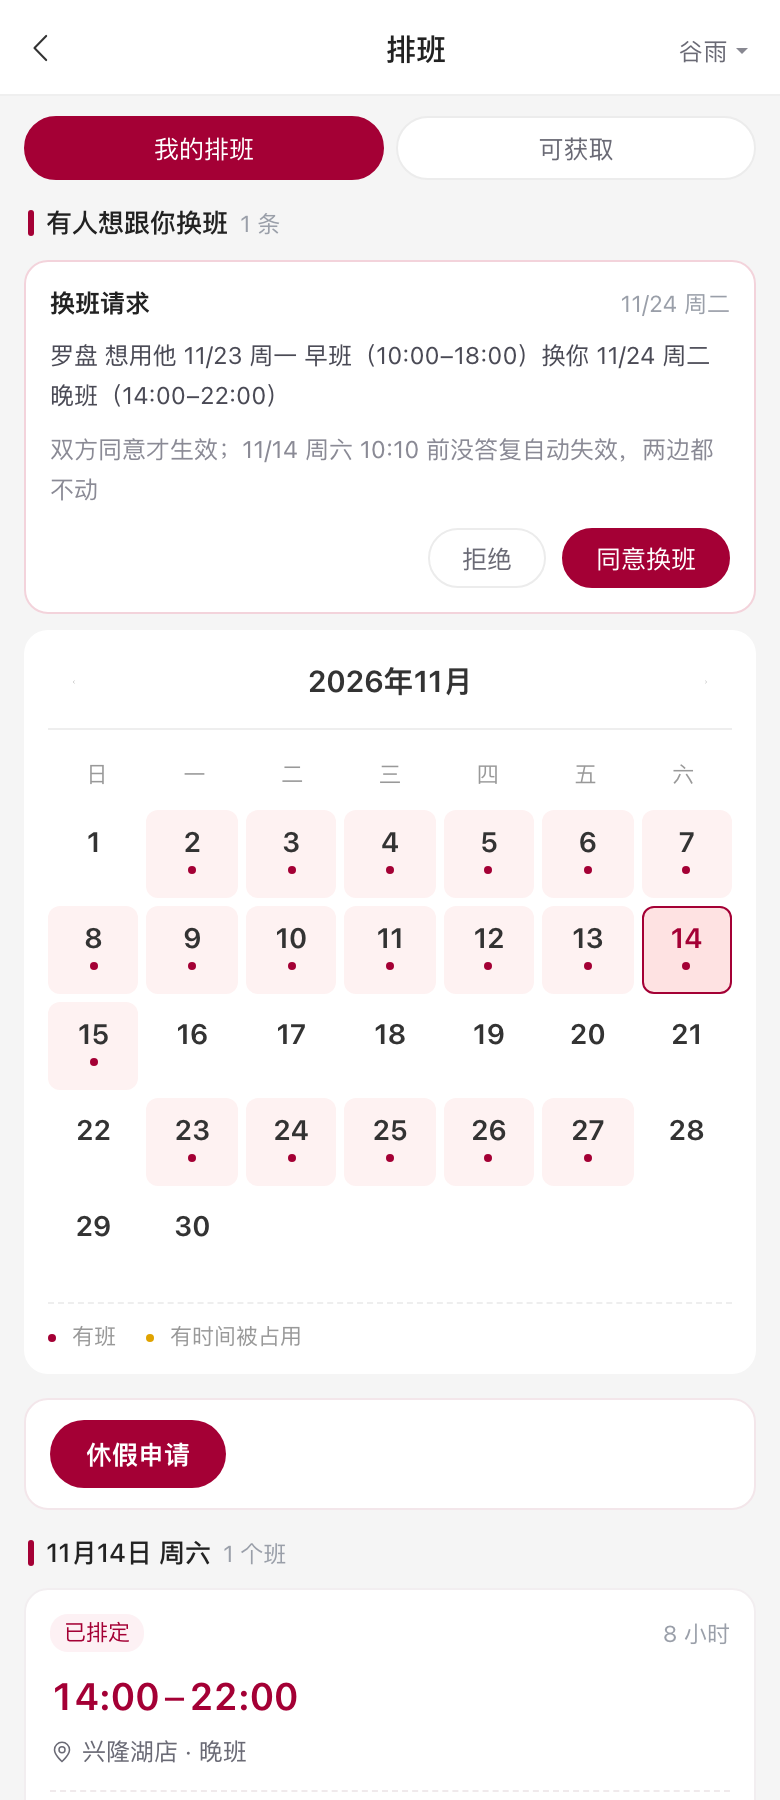 排班
谷雨
我的排班
可获取
有人想跟你换班 1 条
换班请求
11/24 周二
罗盘 想用他 11/23 周一 早班（10:00–18:00）换你 11/24 周二
晚班（14:00–22:00）
双方同意才生效；11/14 周六 10:10 前没答复自动失效，两边都
不动
拒绝
同意换班
2026年11月
日 一 二 三 四 五 六
1 2 3 4 5 6 7
8 9 10 11 12 13 14
15 16 17 18 19 20 21
22 23 24 25 26 27 28
29 30
有班 有时间被占用
休假申请
11月14日 周六 1 个班
已排定
8 小时
14:00–22:00
兴隆湖店 · 晚班